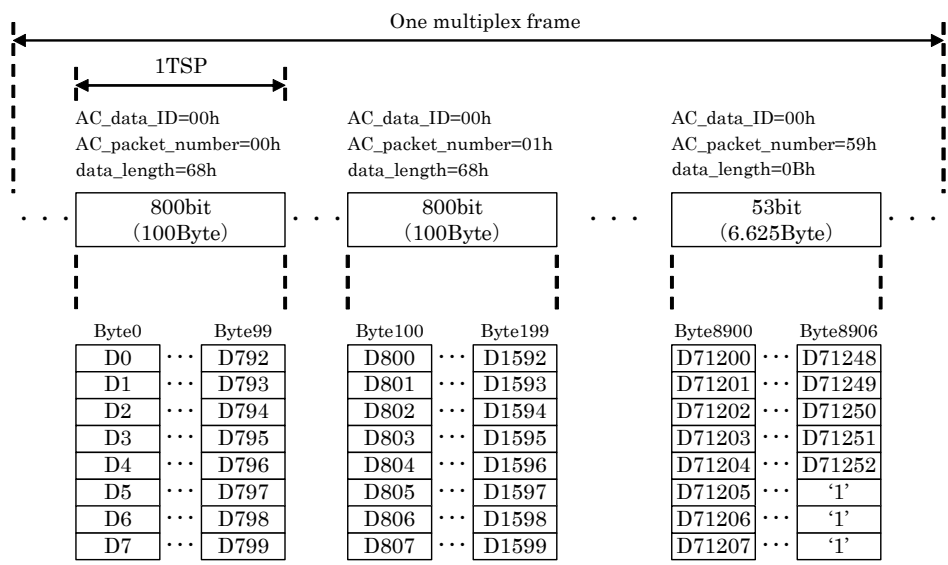 One multiplex frame
1TSP
AC_data_ID=00h
AC_packet_number=00h
data_length=68h
AC_data_ID=00h
AC_packet_number=01h
data_length=68h
AC_data_ID=00h
AC_packet_number=59h
data_length=0Bh
· · · 800bit (100Byte) · · · 800bit (100Byte) · · · 53bit (6.625Byte) · · ·
Byte0 Byte99 Byte100 Byte199 Byte8900 Byte8906
D0 ··· D792 D800 ··· D1592 D71200 ··· D71248
D1 ··· D793 D801 ··· D1593 D71201 ··· D71249
D2 ··· D794 D802 ··· D1594 D71202 ··· D71250
D3 ··· D795 D803 ··· D1595 D71203 ··· D71251
D4 ··· D796 D804 ··· D1596 D71204 ··· D71252
D5 ··· D797 D805 ··· D1597 D71205 ··· ‘1’
D6 ··· D798 D806 ··· D1598 D71206 ··· ‘1’
D7 ··· D799 D807 ··· D1599 D71207 ··· ‘1’